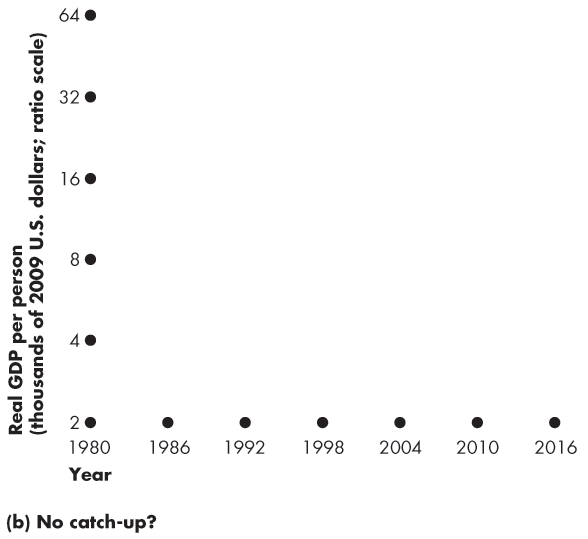 Real GDP per person
(thousands of 2009 U.S. dollars; ratio scale)
64
32
16
8
4
2
1980 1986 1992 1998 2004 2010 2016
Year
(b) No catch-up?